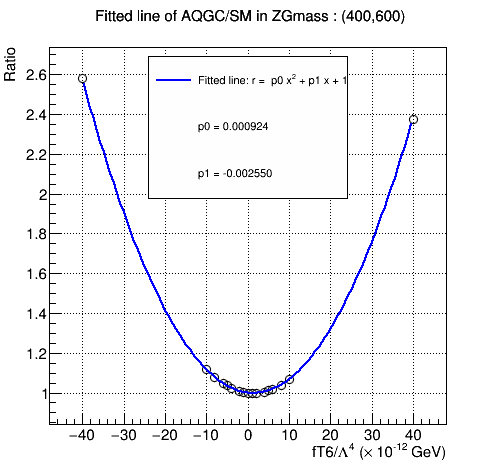 Fitted line of AQGC/SM in ZGmass : (400,600)
Ratio
Fitted line: r = p0 x² + p1 x + 1
p0 = 0.000924
p1 = -0.002550
2.6
2.4
2.2
2
1.8
1.6
1.4
1.2
1
−40 −30 −20 −10 0 10 20 30 40
fT6/Λ⁴ (× 10⁻¹² GeV)